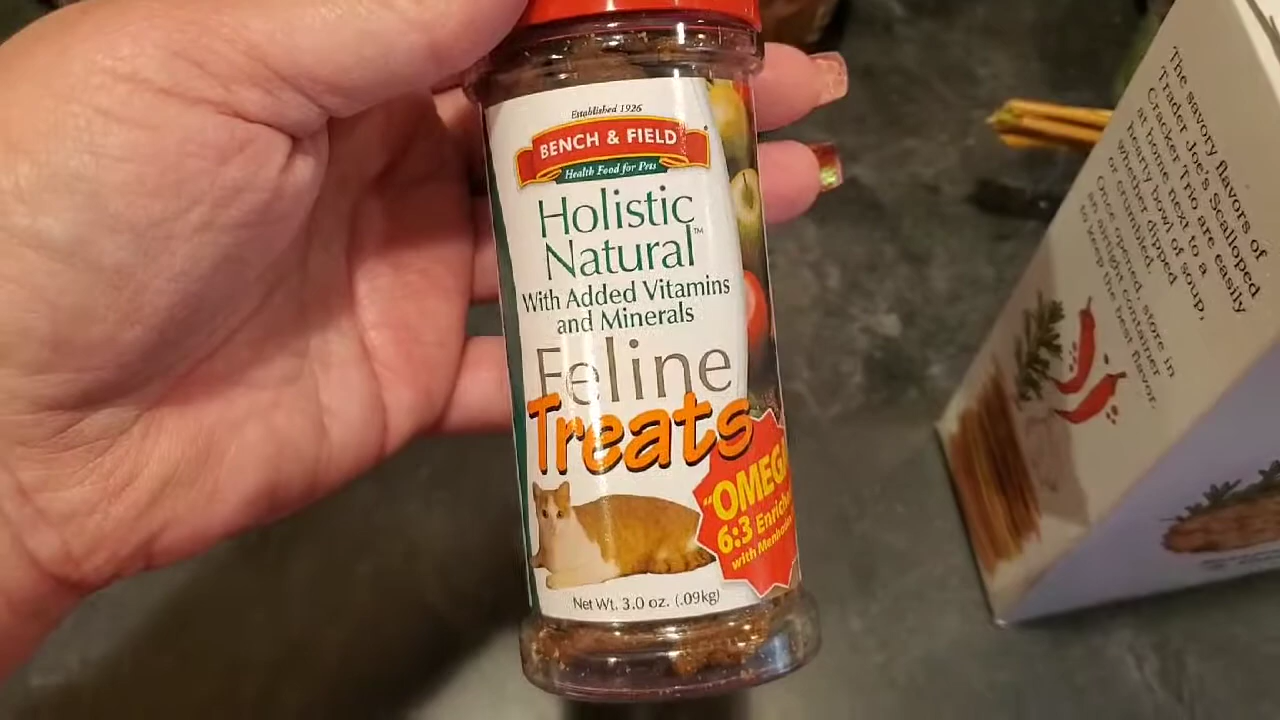 Established 1926
BENCH & FIELD
Health Food for Pets
Holistic
Natural™
With Added Vitamins
and Minerals
Feline
Treats
"OMEGA
6:3
with
Net Wt. 3.0 oz. (.09kg)
The savory flavors of
Trader Joe's Scalloped
Cracker Trio are easily
at home next to a
hearty bowl of soup,
whether dipped
or crumbled.
Once opened, store in
an airtight container
to keep the best flavor.